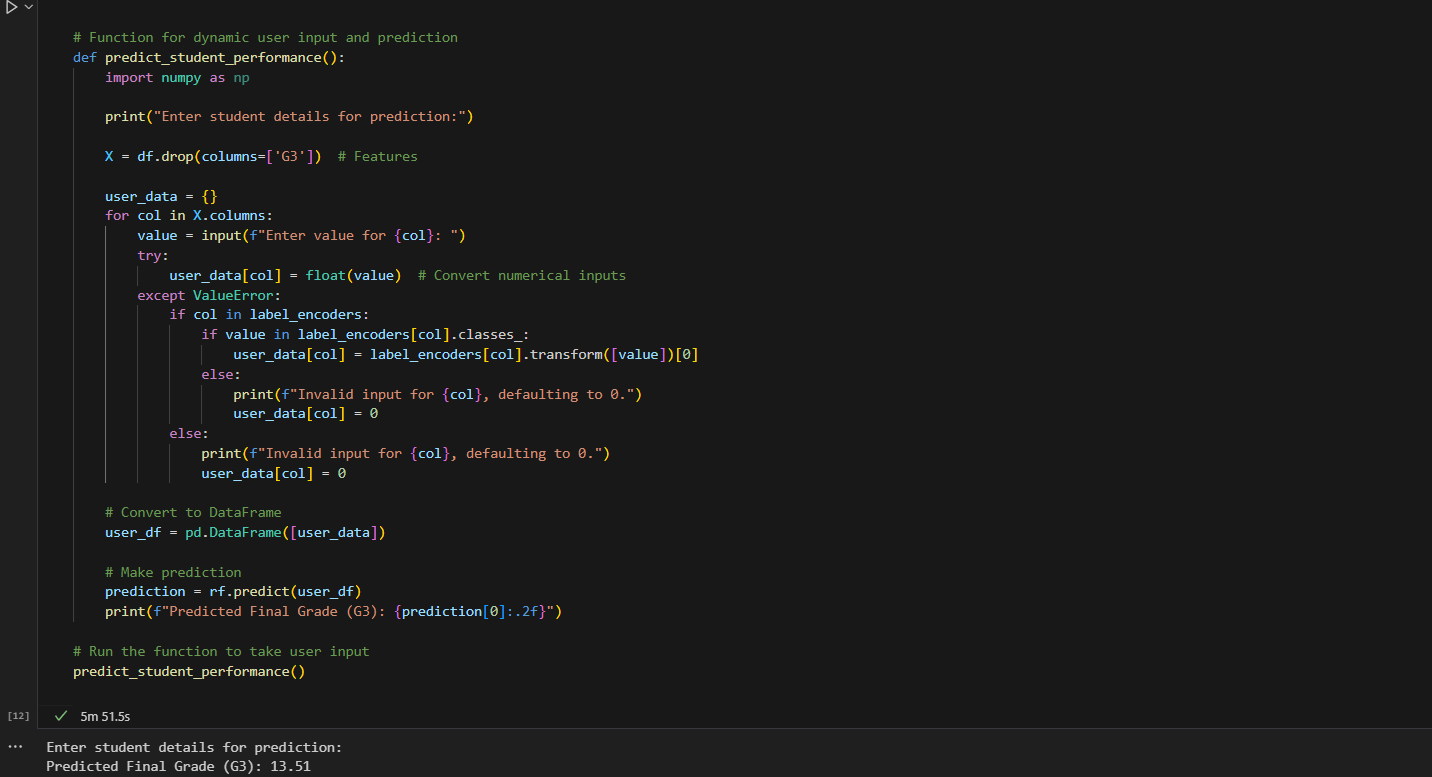 # Function for dynamic user input and prediction
def predict_student_performance():
    import numpy as np

    print("Enter student details for prediction:")

    X = df.drop(columns=['G3'])  # Features

    user_data = {}
    for col in X.columns:
        value = input(f"Enter value for {col}: ")
        try:
            user_data[col] = float(value)  # Convert numerical inputs
        except ValueError:
            if col in label_encoders:
                if value in label_encoders[col].classes_:
                    user_data[col] = label_encoders[col].transform([value])[0]
                else:
                    print(f"Invalid input for {col}, defaulting to 0.")
                    user_data[col] = 0
            else:
                print(f"Invalid input for {col}, defaulting to 0.")
                user_data[col] = 0

    # Convert to DataFrame
    user_df = pd.DataFrame([user_data])

    # Make prediction
    prediction = rf.predict(user_df)
    print(f"Predicted Final Grade (G3): {prediction[0]:.2f}")

# Run the function to take user input
predict_student_performance()
[12] ✓ 5m 51.5s
... Enter student details for prediction:
Predicted Final Grade (G3): 13.51